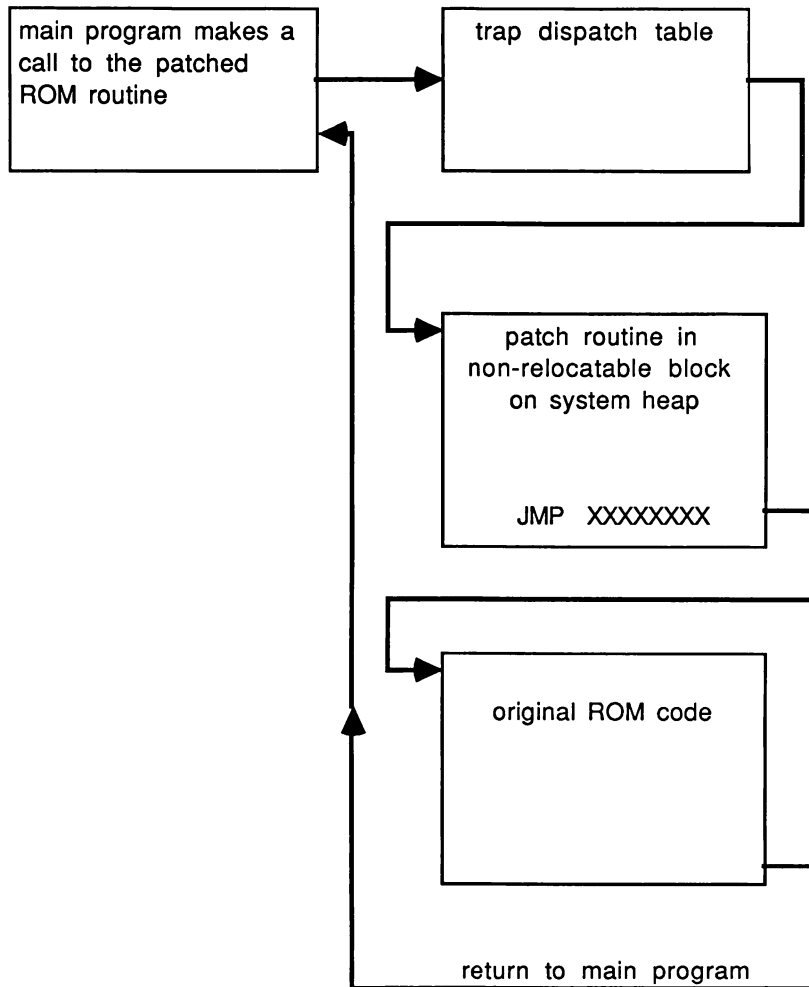 main program makes a
call to the patched
ROM routine
trap dispatch table
patch routine in
non-relocatable block
on system heap
JMP XXXXXXXX
original ROM code
return to main program